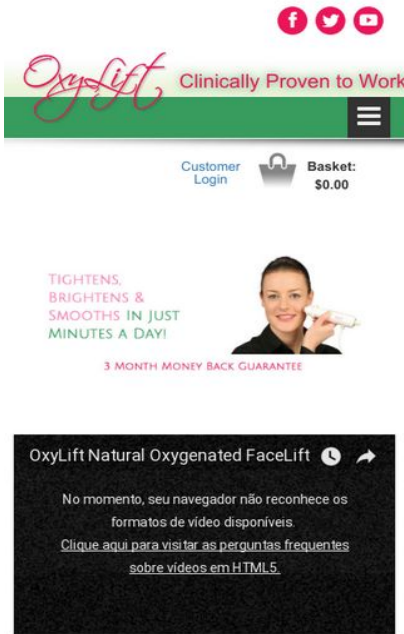 OxyLift
Clinically Proven to Work
Customer
Login
Basket:
$0.00
Tightens,
Brightens &
Smooths in just
Minutes a Day!
3 Month Money Back Guarantee
OxyLift Natural Oxygenated FaceLift
No momento, seu navegador não reconhece os
formatos de vídeo disponíveis.
Clique aqui para visitar as perguntas frequentes
sobre vídeos em HTML5.